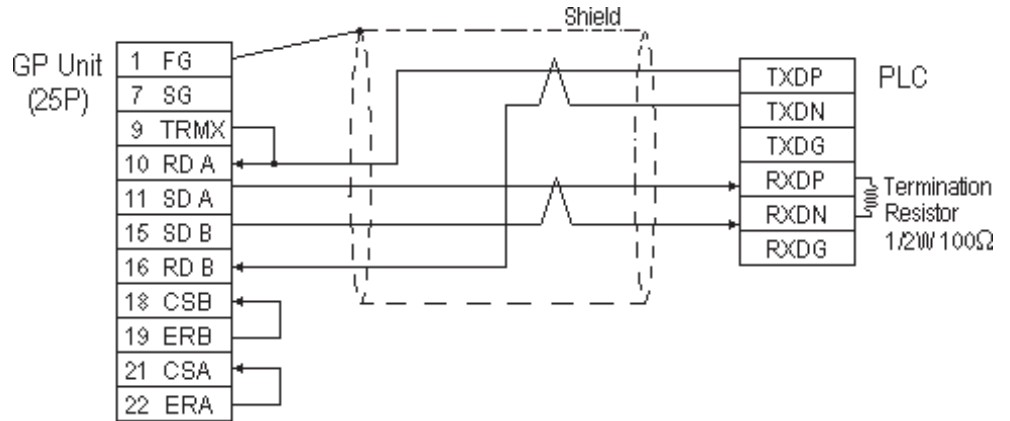 Shield
GP Unit
(25P)
1 FG
7 SG
9 TRMX
10 RD A
11 SD A
15 SD B
16 RD B
18 CSB
19 ERB
21 CSA
22 ERA
TXDP
TXDN
TXDG
RXDP
RXDN
RXDG
PLC
Termination
Resistor
1/2W 100Ω